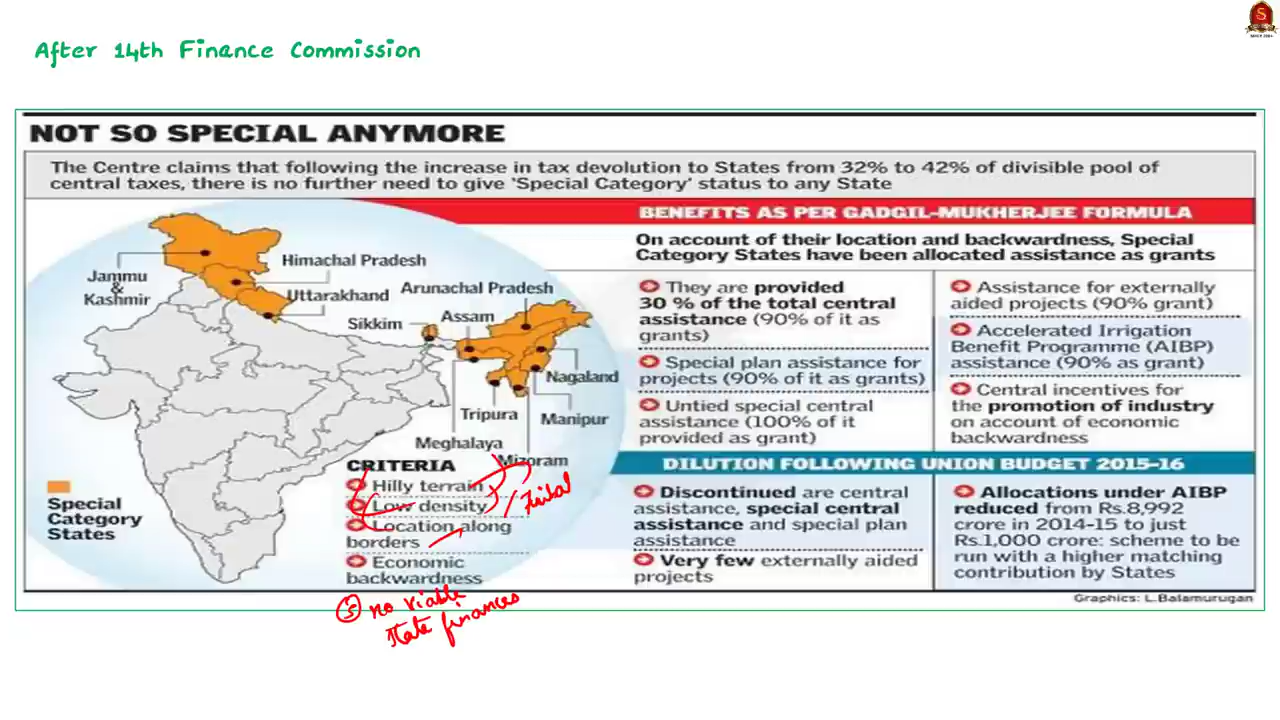 After 14th Finance Commission
NOT SO SPECIAL ANYMORE
The Centre claims that following the increase in tax devolution to States from 32% to 42% of divisible pool of
central taxes, there is no further need to give 'Special Category' status to any State
Jammu
&
Kashmir
Himachal Pradesh
Uttarakhand
Arunachal Pradesh
Sikkim
Assam
Nagaland
Tripura
Manipur
Meghalaya
Mizoram
Special
Category
States
CRITERIA
Hilly terrain
Low density
Location along
borders
Economic
backwardness
Tribal
5 no viable
state finances
BENEFITS AS PER GADGIL-MUKHERJEE FORMULA
On account of their location and backwardness, Special
Category States have been allocated assistance as grants
They are provided
30 % of the total central
assistance (90% of it as
grants)
Special plan assistance for
projects (90% of it as grants)
Untied special central
assistance (100% of it
provided as grant)
Assistance for externally
aided projects (90% grant)
Accelerated Irrigation
Benefit Programme (AIBP)
assistance (90% as grant)
Central incentives for
the promotion of industry
on account of economic
backwardness
DILUTION FOLLOWING UNION BUDGET 2015-16
Discontinued are central
assistance, special central
assistance and special plan
assistance
Very few externally aided
projects
Allocations under AIBP
reduced from Rs.8,992
crore in 2014-15 to just
Rs.1,000 crore: scheme to be
run with a higher matching
contribution by States
Graphics: L.Balamurugan